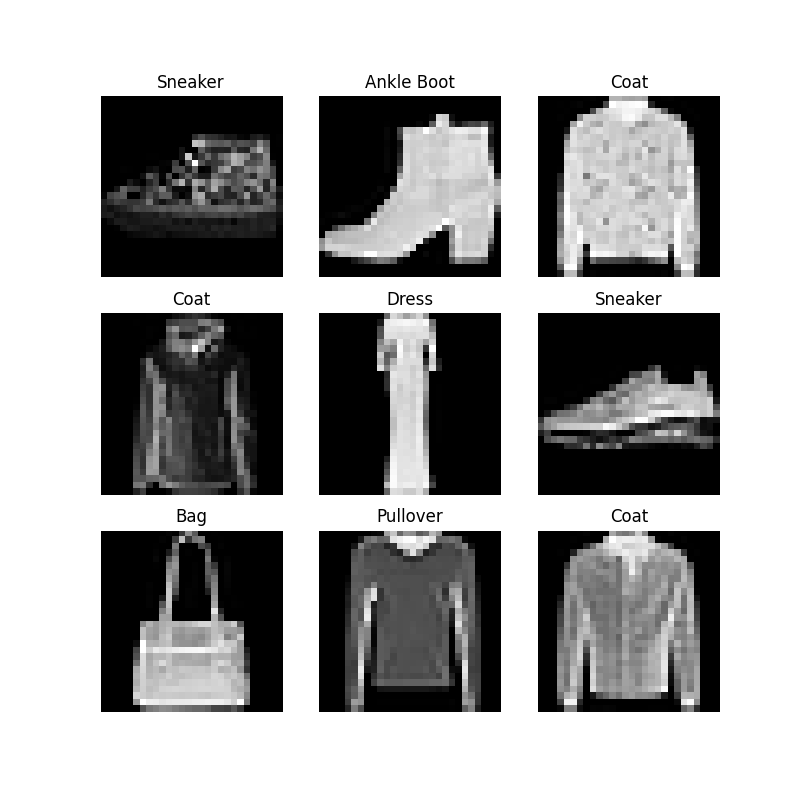 Sneaker
Ankle Boot
Coat
Coat
Dress
Sneaker
Bag
Pullover
Coat